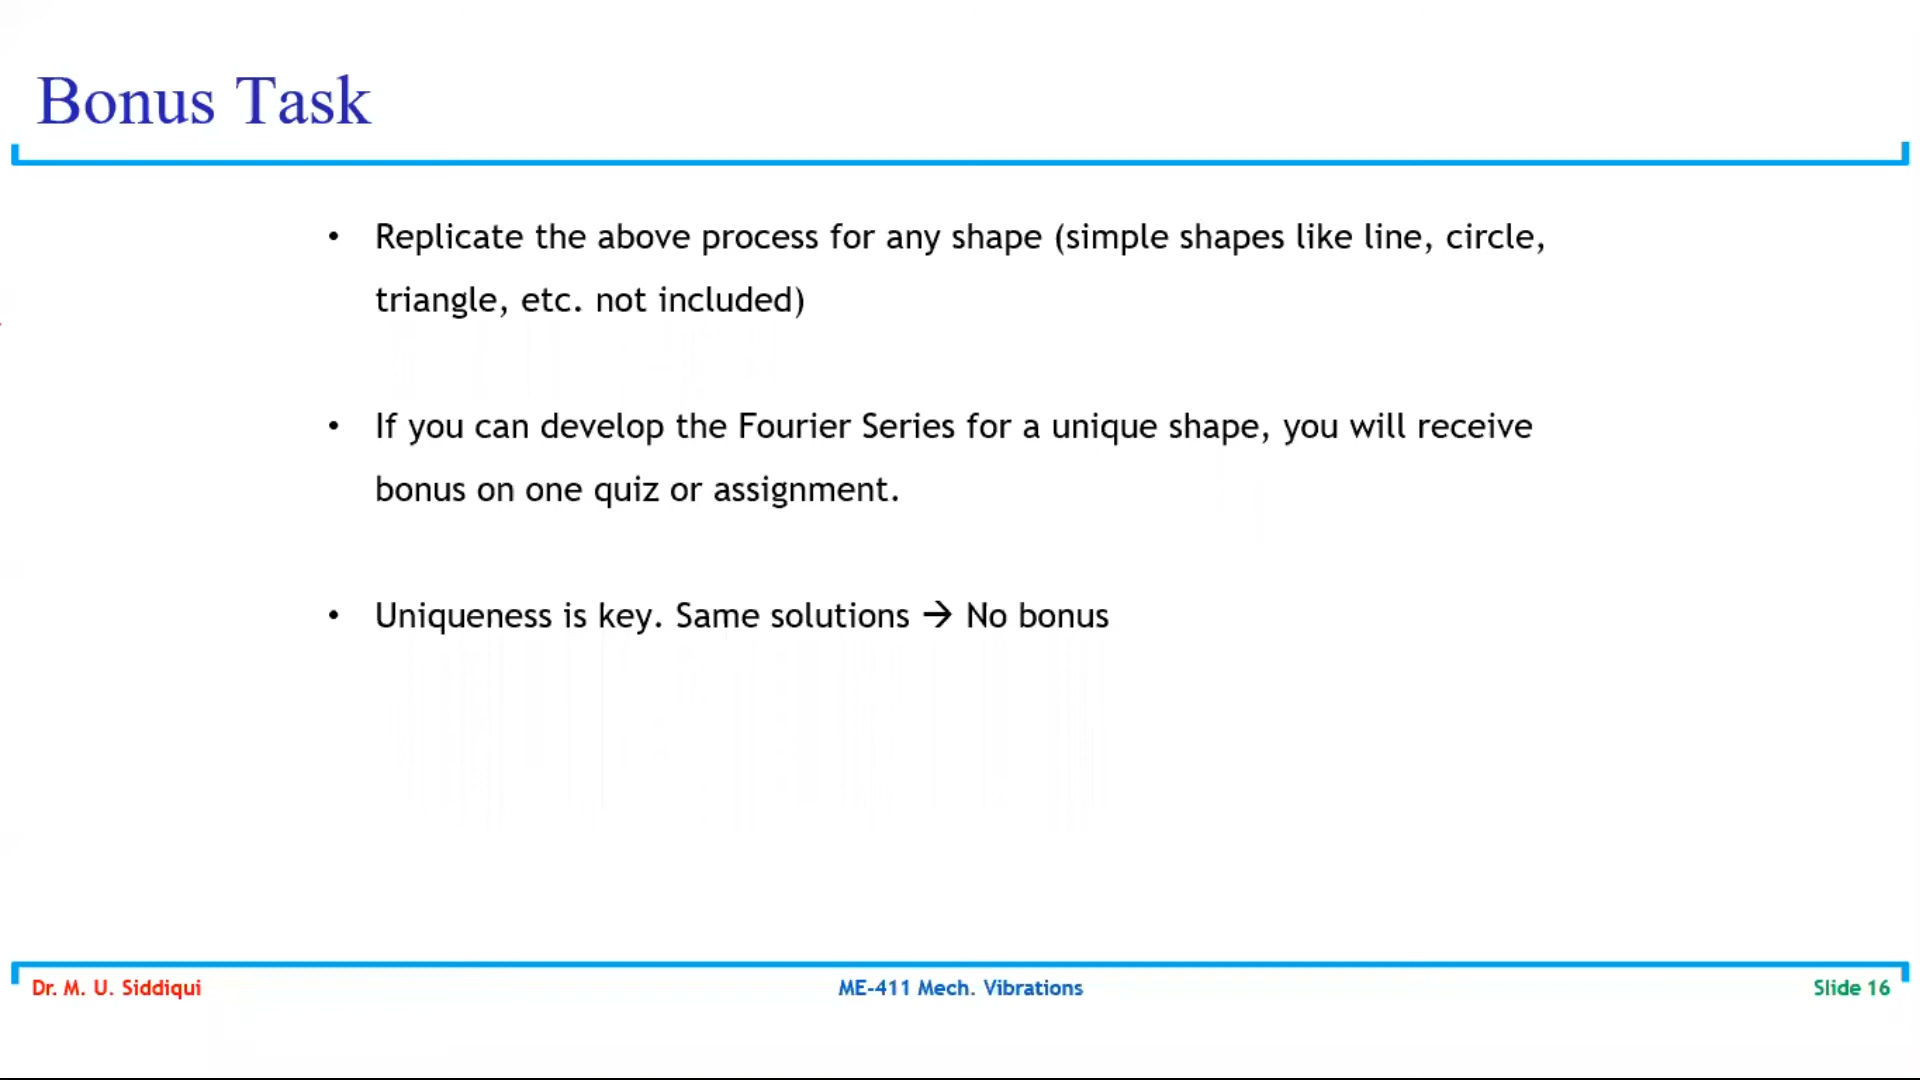 Bonus Task
• Replicate the above process for any shape (simple shapes like line, circle,
triangle, etc. not included)
• If you can develop the Fourier Series for a unique shape, you will receive
bonus on one quiz or assignment.
• Uniqueness is key. Same solutions → No bonus
Dr. M. U. Siddiqui
ME-411 Mech. Vibrations
Slide 16